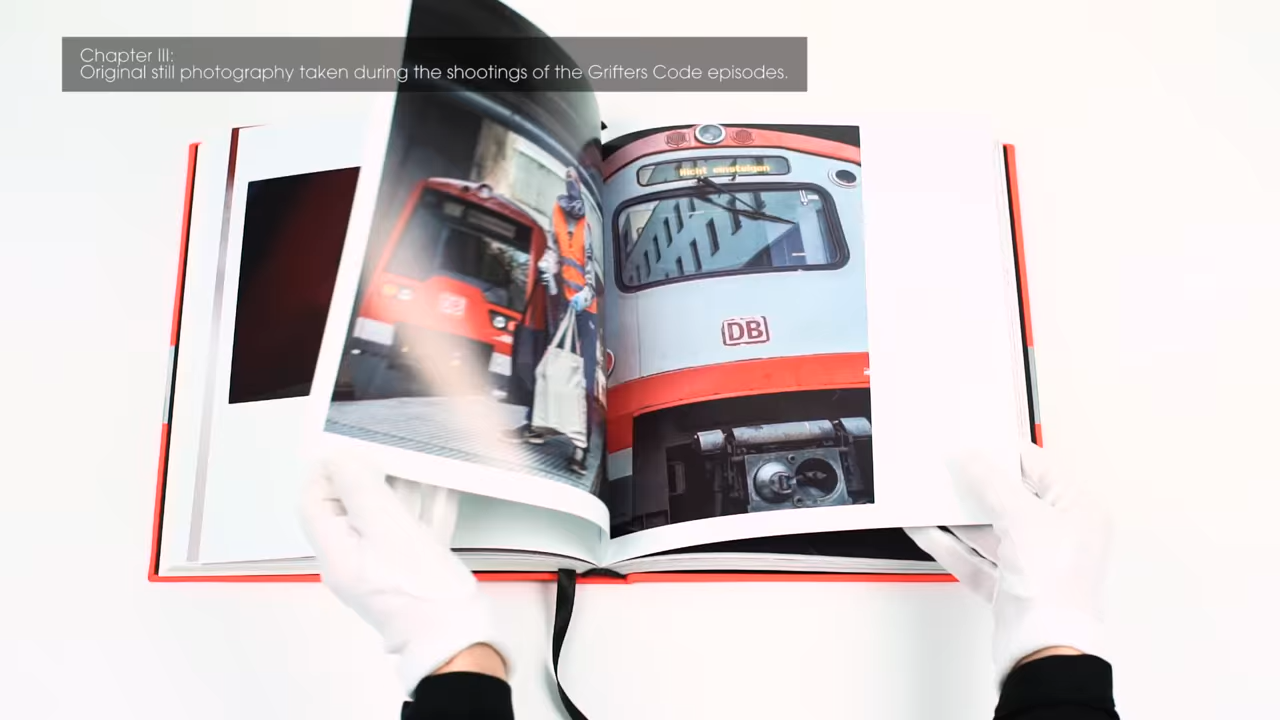 Chapter III:
Original still photography taken during the shootings of the Grifters Code episodes.
Nicht einsteigen
DB